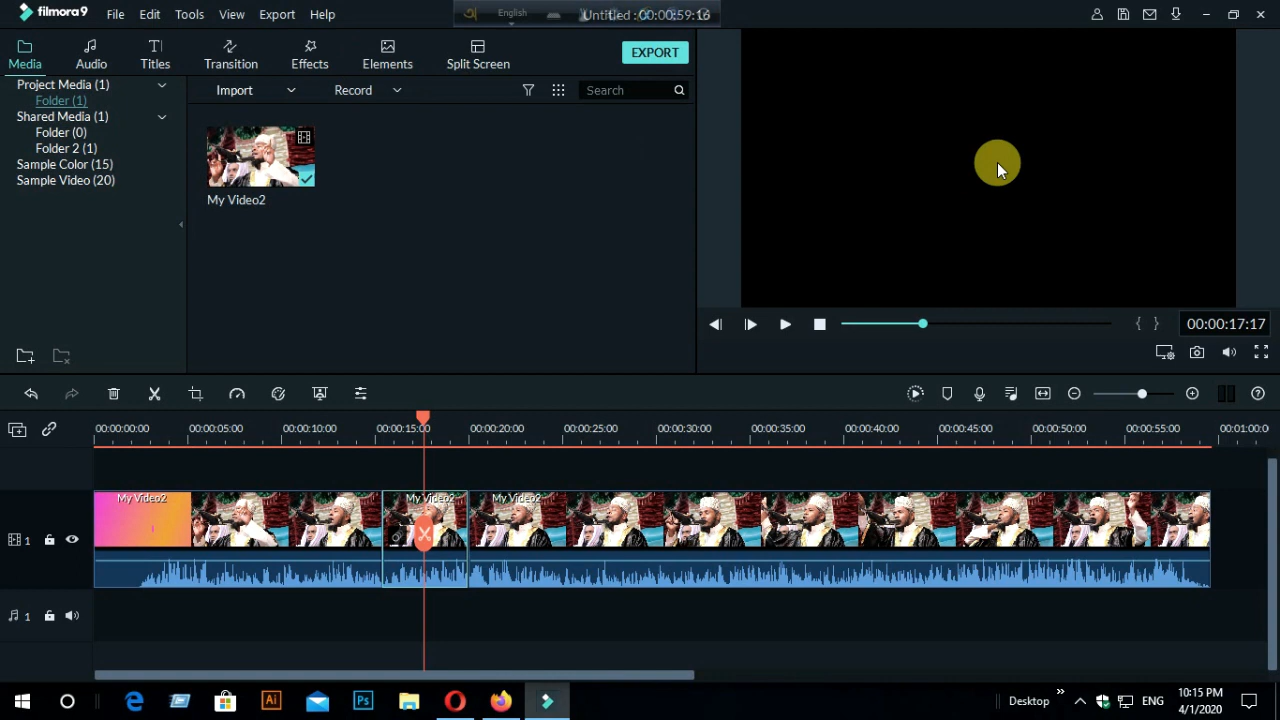 filmora9 File Edit Tools View Export Help
English
Untitled : 00:00:59:16
Media Audio Titles Transition Effects Elements Split Screen EXPORT
Project Media (1)
Folder (1)
Shared Media (1)
Folder (0)
Folder 2 (1)
Sample Color (15)
Sample Video (20)
Import Record Search
My Video2
00:00:17:17
00:00:00:00 00:00:05:00 00:00:10:00 00:00:15:00 00:00:20:00 00:00:25:00 00:00:30:00 00:00:35:00 00:00:40:00 00:00:45:00 00:00:50:00 00:00:55:00 00:01:00:0
My Video2 My Video2 My Video2
1
1
Ai Ps Desktop » ENG 10:15 PM
4/1/2020